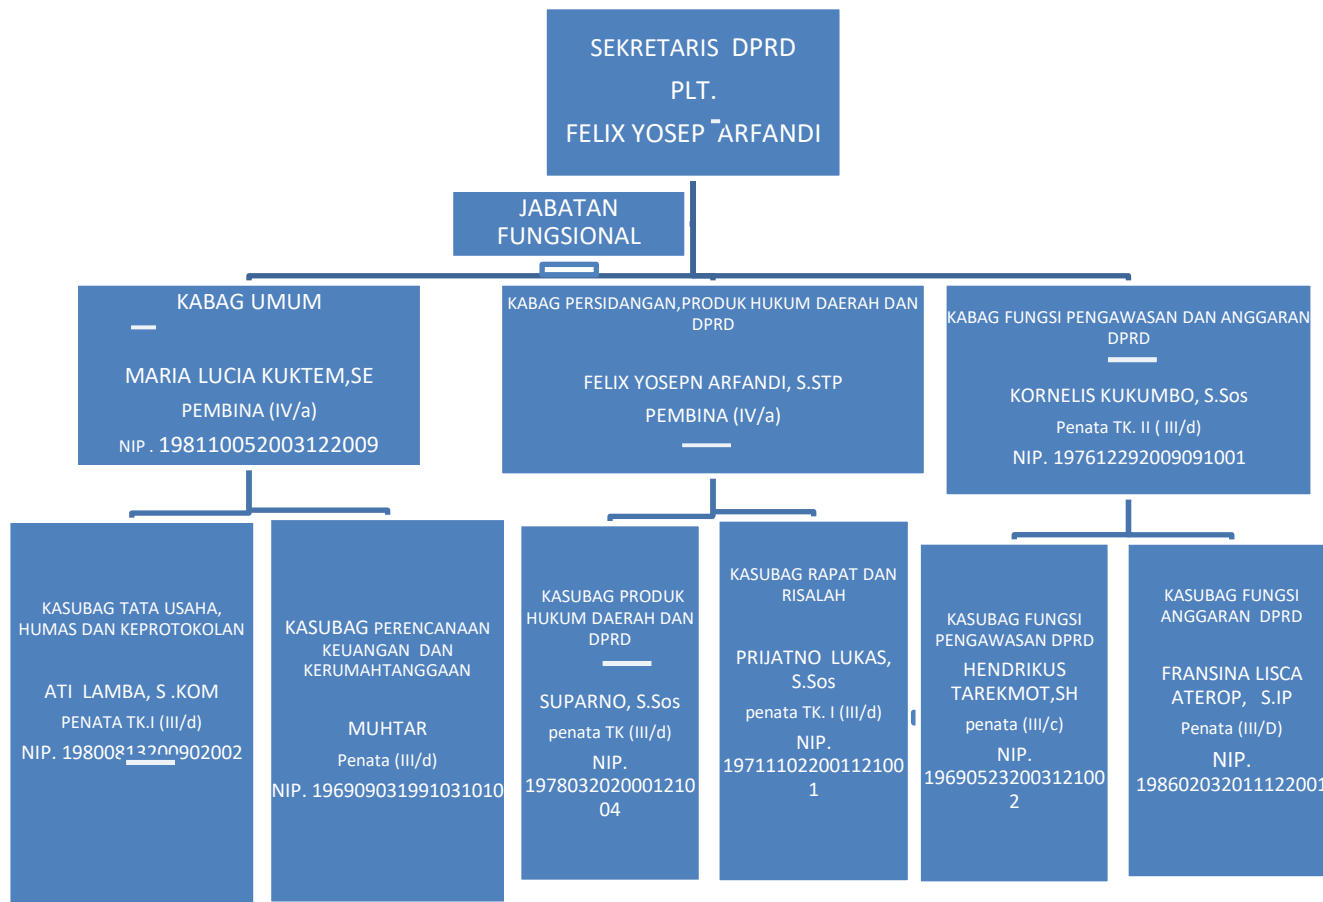 SEKRETARIS DPRD
PLT.
FELIX YOSEP ARFANDI
JABATAN
FUNGSIONAL
KABAG UMUM
MARIA LUCIA KUKTEM,SE
PEMBINA (IV/a)
NIP . 198110052003122009
KABAG PERSIDANGAN,PRODUK HUKUM DAERAH DAN
DPRD
FELIX YOSEPN ARFANDI, S.STP
PEMBINA (IV/a)
KABAG FUNGSI PENGAWASAN DAN ANGGARAN
DPRD
KORNELIS KUKUMBO, S.Sos
Penata TK. II ( III/d)
NIP. 197612292009091001
KASUBAG TATA USAHA,
HUMAS DAN KEPROTOKOLAN
ATI LAMBA, S .KOM
PENATA TK.I (III/d)
NIP. 19800813200902002
KASUBAG PERENCANAAN
KEUANGAN DAN
KERUMAHTANGGAAN
MUHTAR
Penata (III/d)
NIP. 196909031991031010
KASUBAG PRODUK
HUKUM DAERAH DAN
DPRD
SUPARNO, S.Sos
penata TK (III/d)
NIP.
1978032020001210
04
KASUBAG RAPAT DAN
RISALAH
PRIJATNO LUKAS,
S.Sos
penata TK. I (III/d)
NIP.
19711102200112100
1
KASUBAG FUNGSI
PENGAWASAN DPRD
HENDRIKUS
TAREKMOT,SH
penata (III/c)
NIP.
19690523200312100
2
KASUBAG FUNGSI
ANGGARAN DPRD
FRANSINA LISCA
ATEROP, S.IP
Penata (III/D)
NIP.
198602032011122001